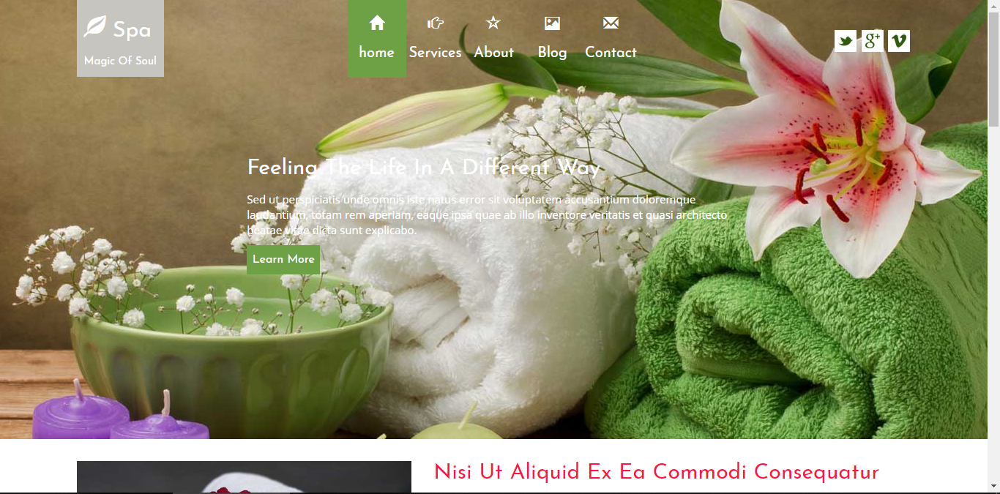 Spa
Magic Of Soul
home Services About Blog Contact
g+
Feeling The Life In A Different Way
Sed ut perspiciatis unde omnis iste natus error sit voluptatem accusantium doloremque
laudantium, totam rem aperiam, eaque ipsa quae ab illo inventore veritatis et quasi architecto
beatae vitae dicta sunt explicabo.
Learn More
Nisi Ut Aliquid Ex Ea Commodi Consequatur